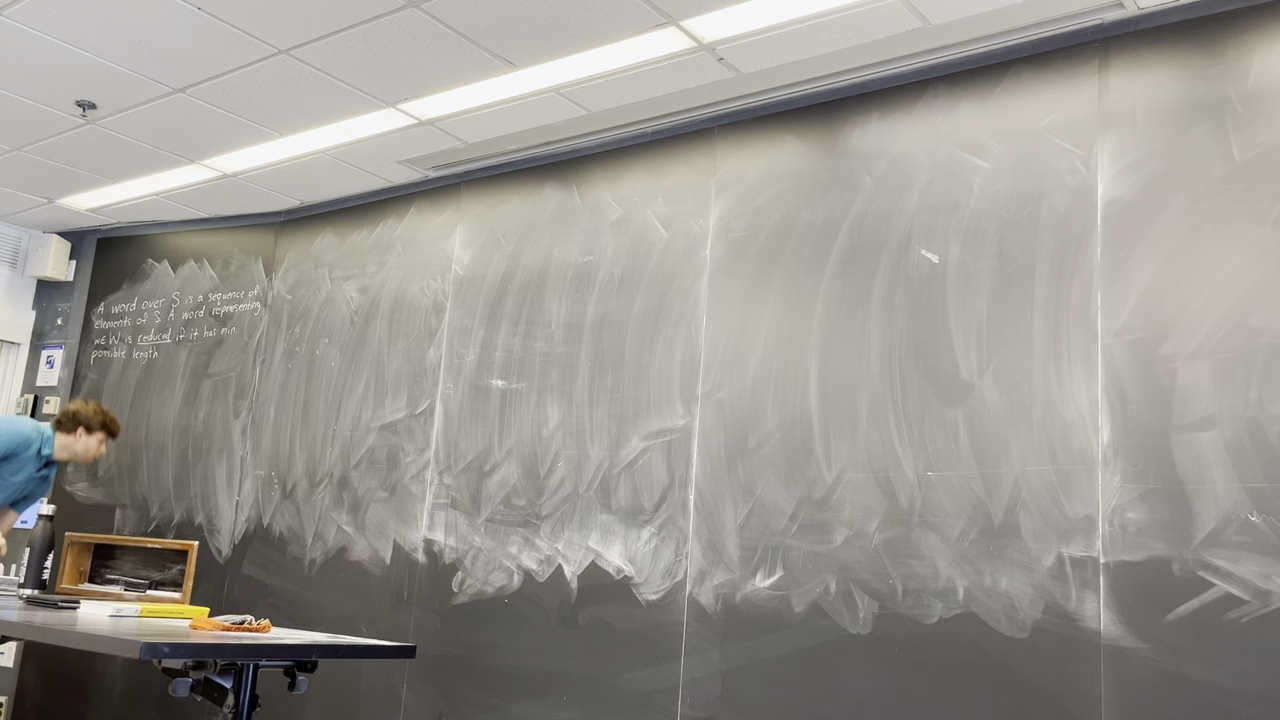 A word over S is a sequence of
elements of S A word representing
w∈W is reduced if it has min.
possible length